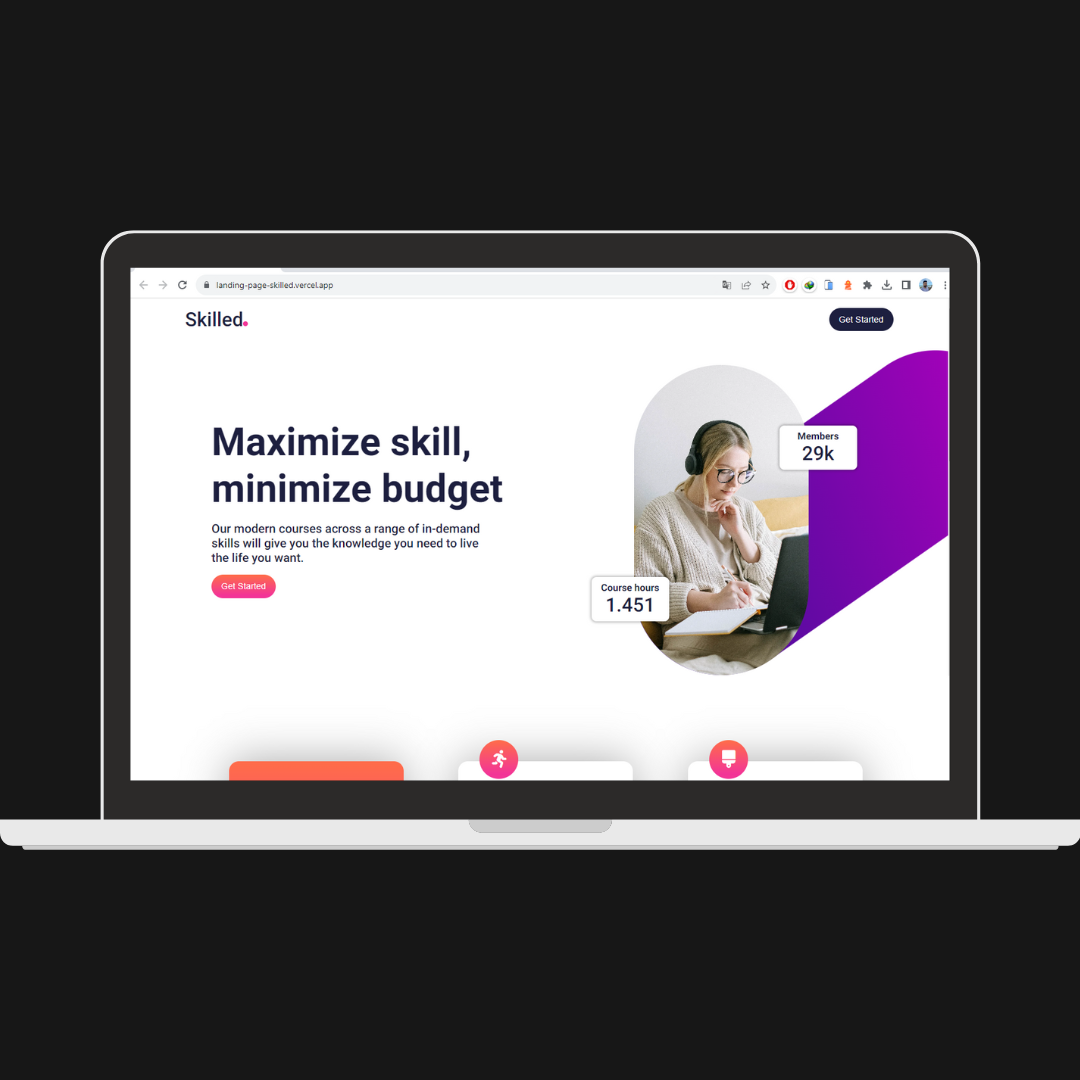 landing-page-skilled.vercel.app
Skilled.
Get Started
Maximize skill,
minimize budget
Our modern courses across a range of in-demand
skills will give you the knowledge you need to live
the life you want.
Get Started
Members
29k
Course hours
1.451